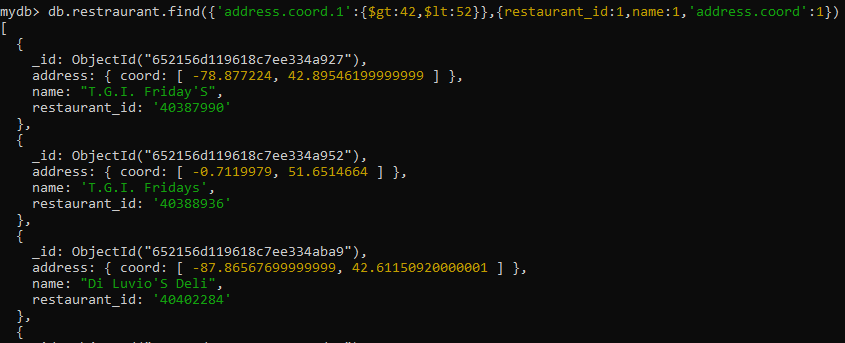 mydb> db.restraurant.find({'address.coord.1':{$gt:42,$lt:52}},{restaurant_id:1,name:1,'address.coord':1})
[
  {
    _id: ObjectId("652156d119618c7ee334a927"),
    address: { coord: [ -78.877224, 42.89546199999999 ] },
    name: "T.G.I. Friday'S",
    restaurant_id: '40387990'
  },
  {
    _id: ObjectId("652156d119618c7ee334a952"),
    address: { coord: [ -0.7119979, 51.6514664 ] },
    name: 'T.G.I. Fridays',
    restaurant_id: '40388936'
  },
  {
    _id: ObjectId("652156d119618c7ee334aba9"),
    address: { coord: [ -87.86567699999999, 42.61150920000001 ] },
    name: "Di Luvio'S Deli",
    restaurant_id: '40402284'
  },
  {